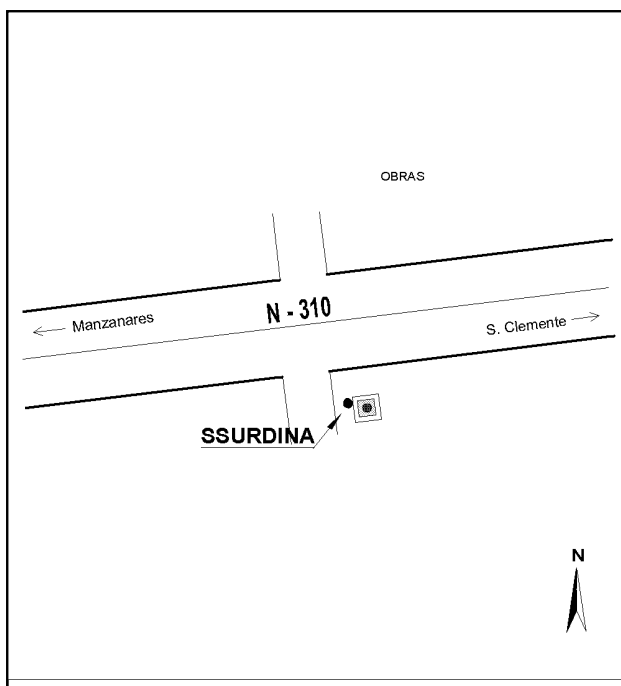 OBRAS
N - 310
Manzanares
S. Clemente
SSURDINA
N